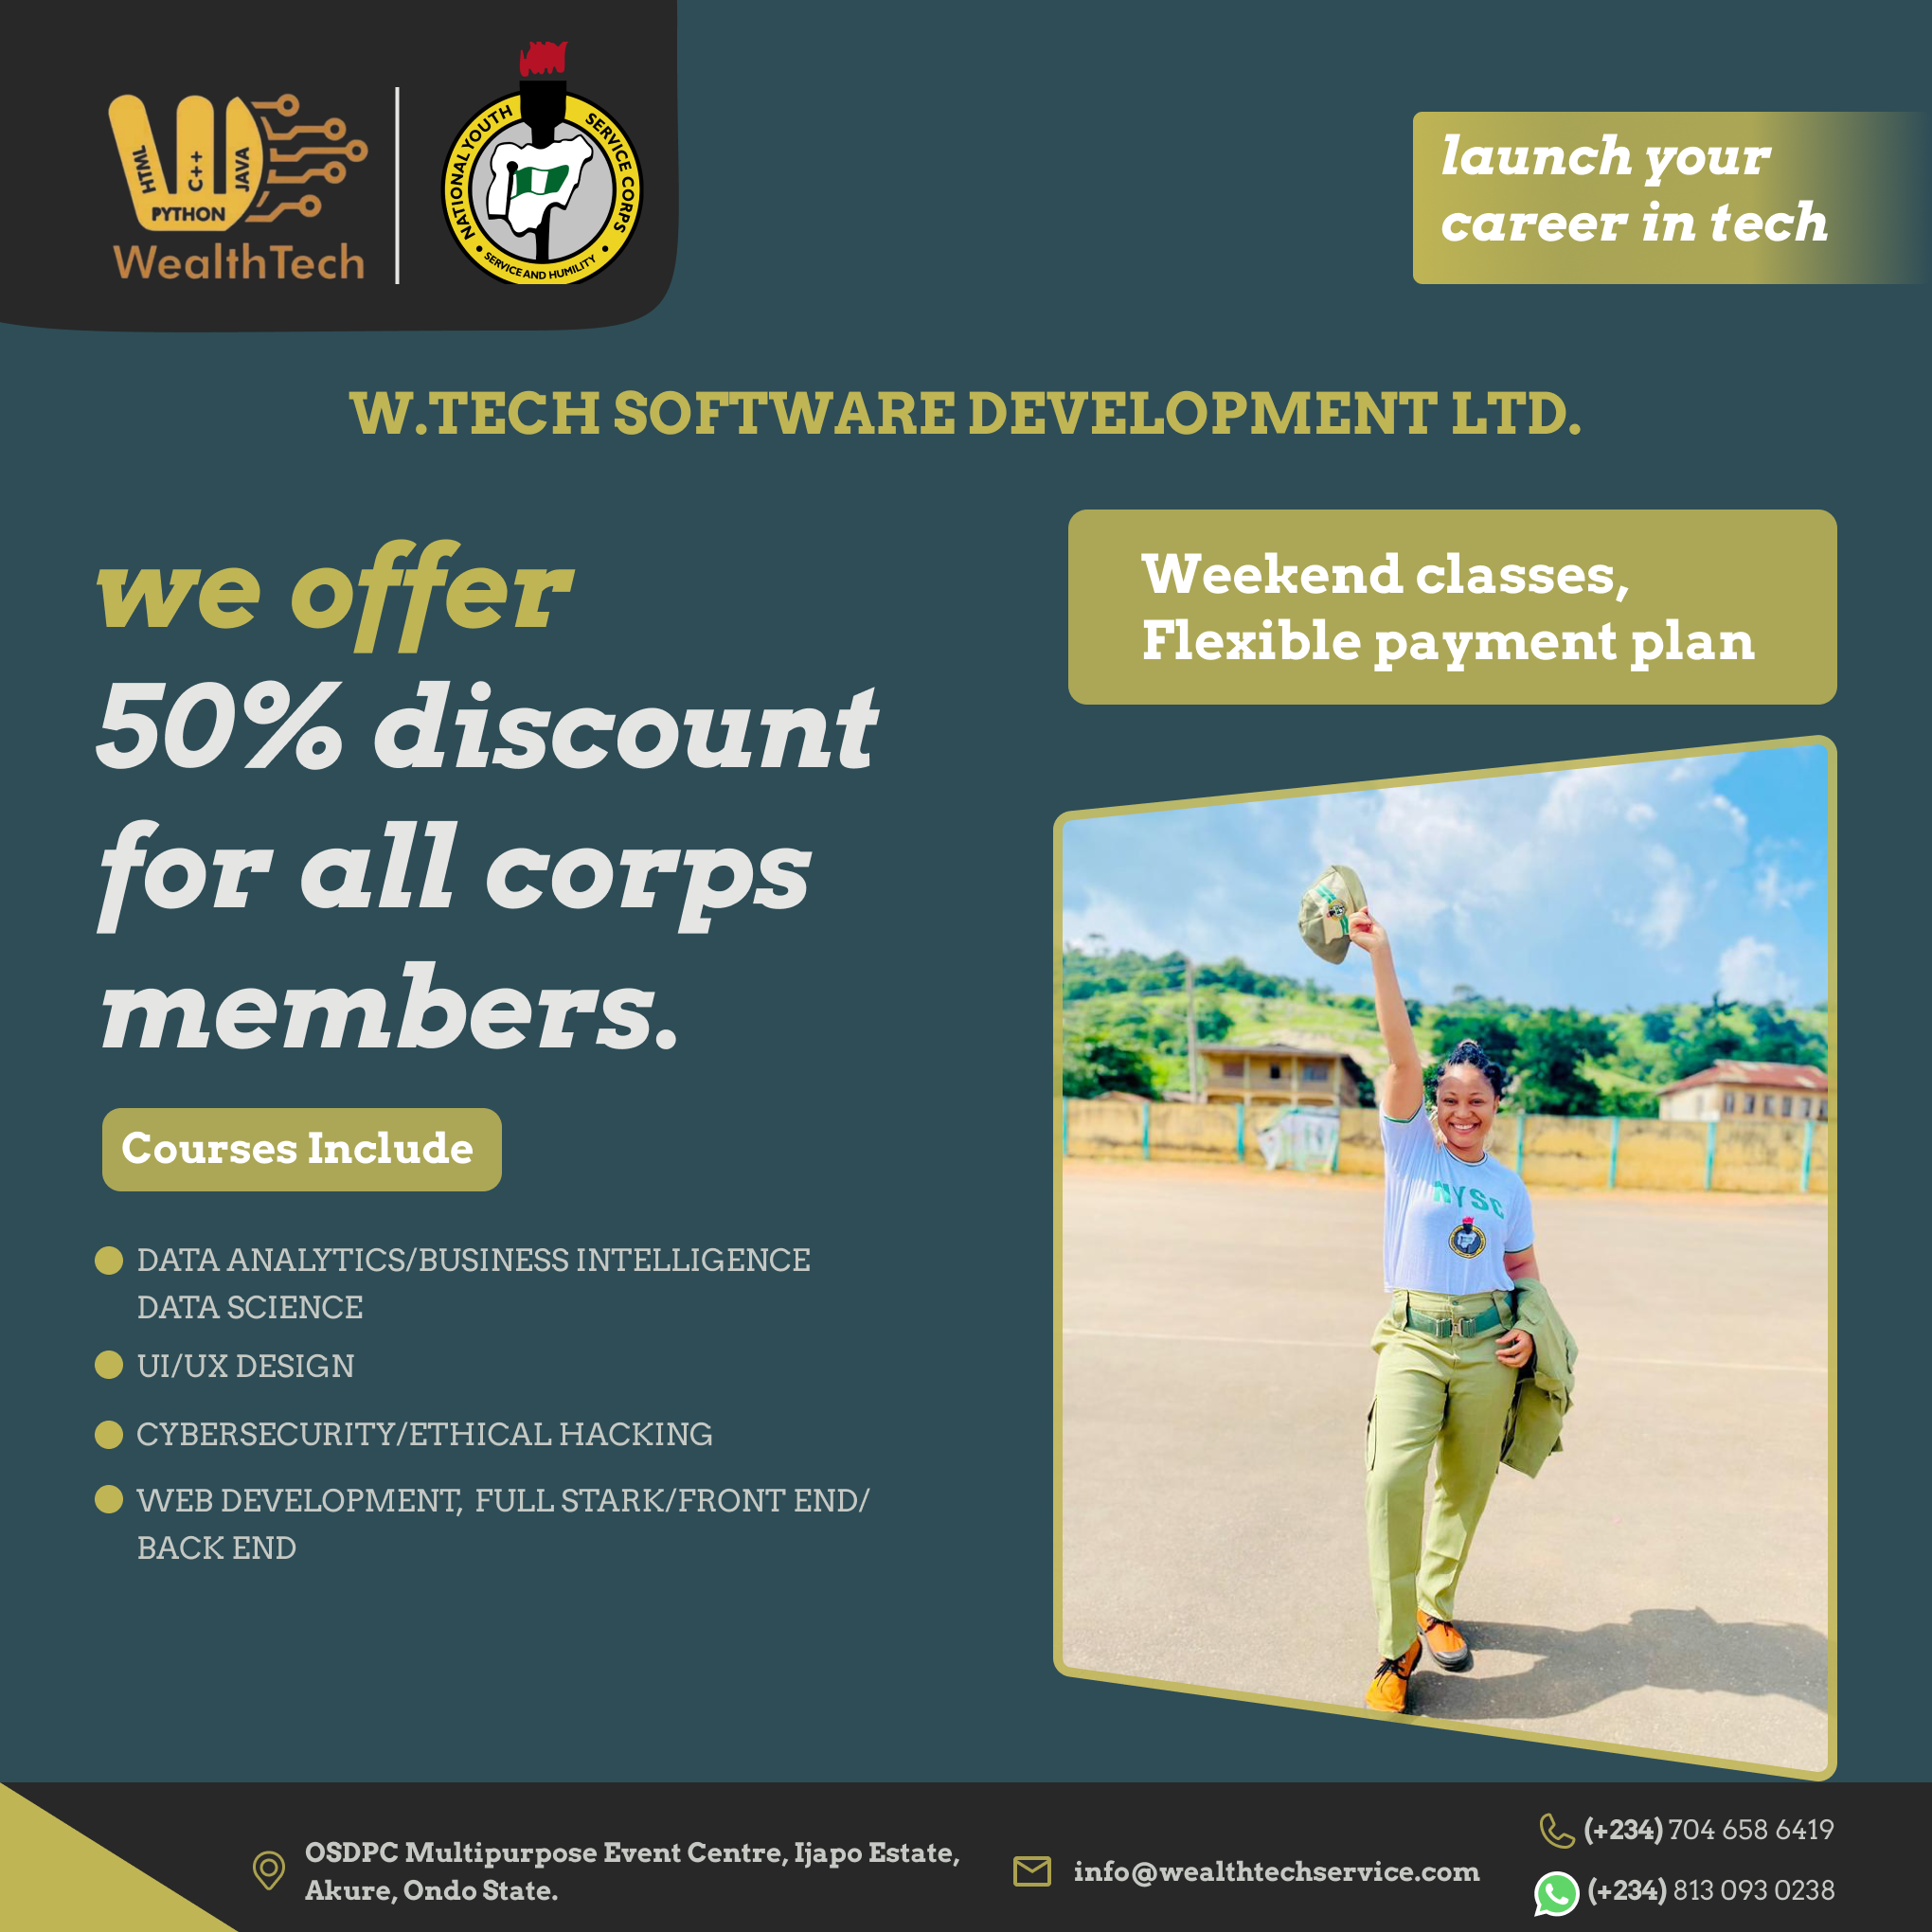 HTML
C++
JAVA
PYTHON
WealthTech
NATIONAL YOUTH SERVICE CORPS
SERVICE AND HUMILITY
launch your
career in tech
W.TECH SOFTWARE DEVELOPMENT LTD.
we offer
50% discount
for all corps
members.
Weekend classes,
Flexible payment plan
NYSC
Courses Include
DATA ANALYTICS/BUSINESS INTELLIGENCE
DATA SCIENCE
UI/UX DESIGN
CYBERSECURITY/ETHICAL HACKING
WEB DEVELOPMENT, FULL STARK/FRONT END/
BACK END
OSDPC Multipurpose Event Centre, Ijapo Estate,
Akure, Ondo State.
info@wealthtechservice.com
(+234) 704 658 6419
(+234) 813 093 0238